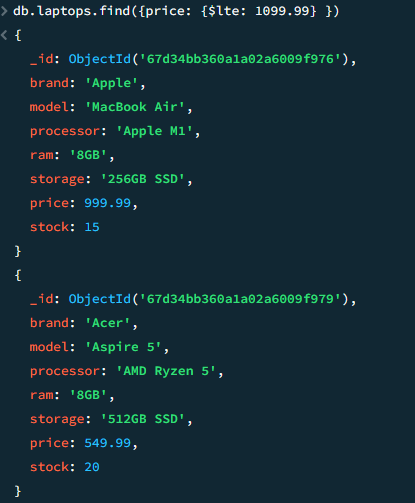 > db.laptops.find({price: {$lte: 1099.99} })
< {
_id: ObjectId('67d34bb360a1a02a6009f976'),
brand: 'Apple',
model: 'MacBook Air',
processor: 'Apple M1',
ram: '8GB',
storage: '256GB SSD',
price: 999.99,
stock: 15
}
{
_id: ObjectId('67d34bb360a1a02a6009f979'),
brand: 'Acer',
model: 'Aspire 5',
processor: 'AMD Ryzen 5',
ram: '8GB',
storage: '512GB SSD',
price: 549.99,
stock: 20
}